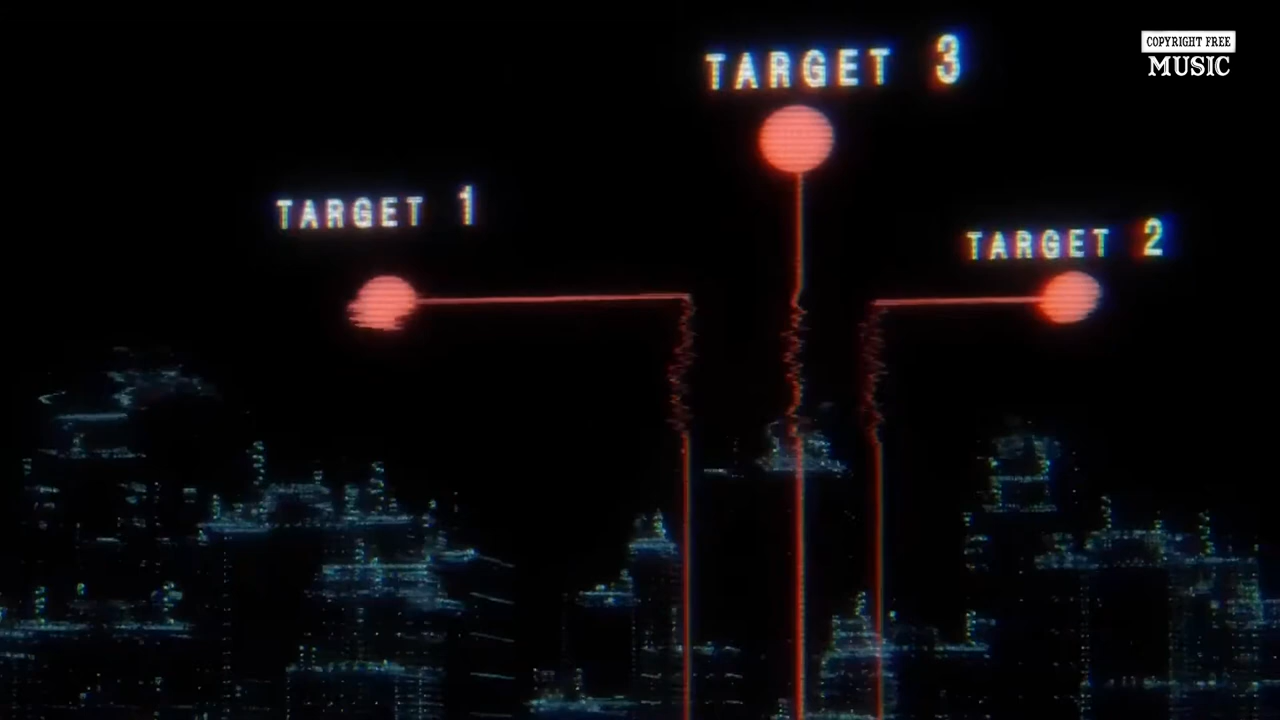 COPYRIGHT FREE
MUSIC
TARGET 3
TARGET 1
TARGET 2